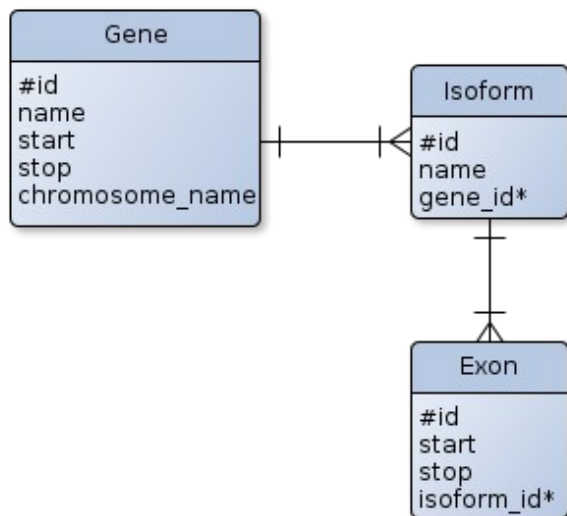 Gene
#id
name
start
stop
chromosome_name
Isoform
#id
name
gene_id*
Exon
#id
start
stop
isoform_id*